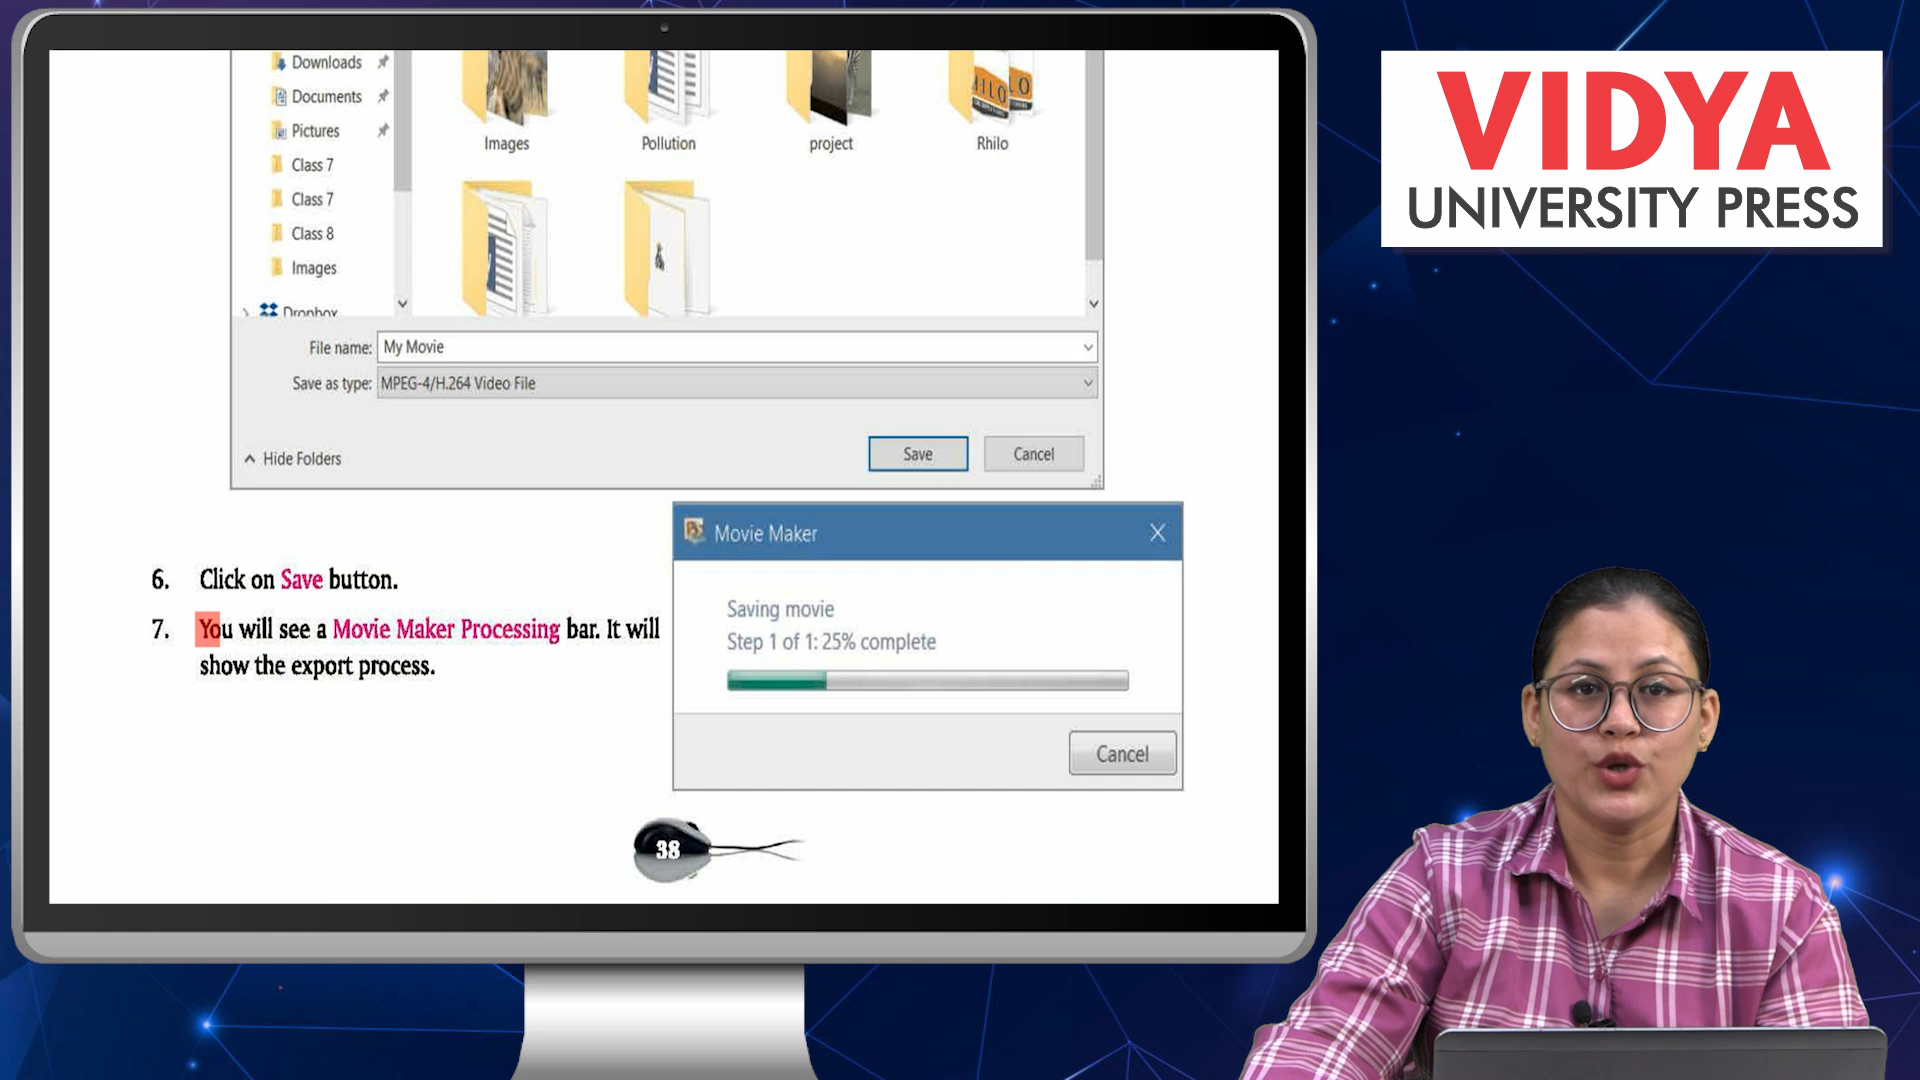 Downloads
Documents
Pictures
Class 7
Class 7
Class 8
Images
Dropbox
Images
Pollution
project
Rhilo
File name: My Movie
Save as type: MPEG-4/H.264 Video File
Hide Folders
Save
Cancel
6. Click on Save button.
7. You will see a Movie Maker Processing bar. It will
show the export process.
Movie Maker
Saving movie
Step 1 of 1: 25% complete
Cancel
38
VIDYA
UNIVERSITY PRESS